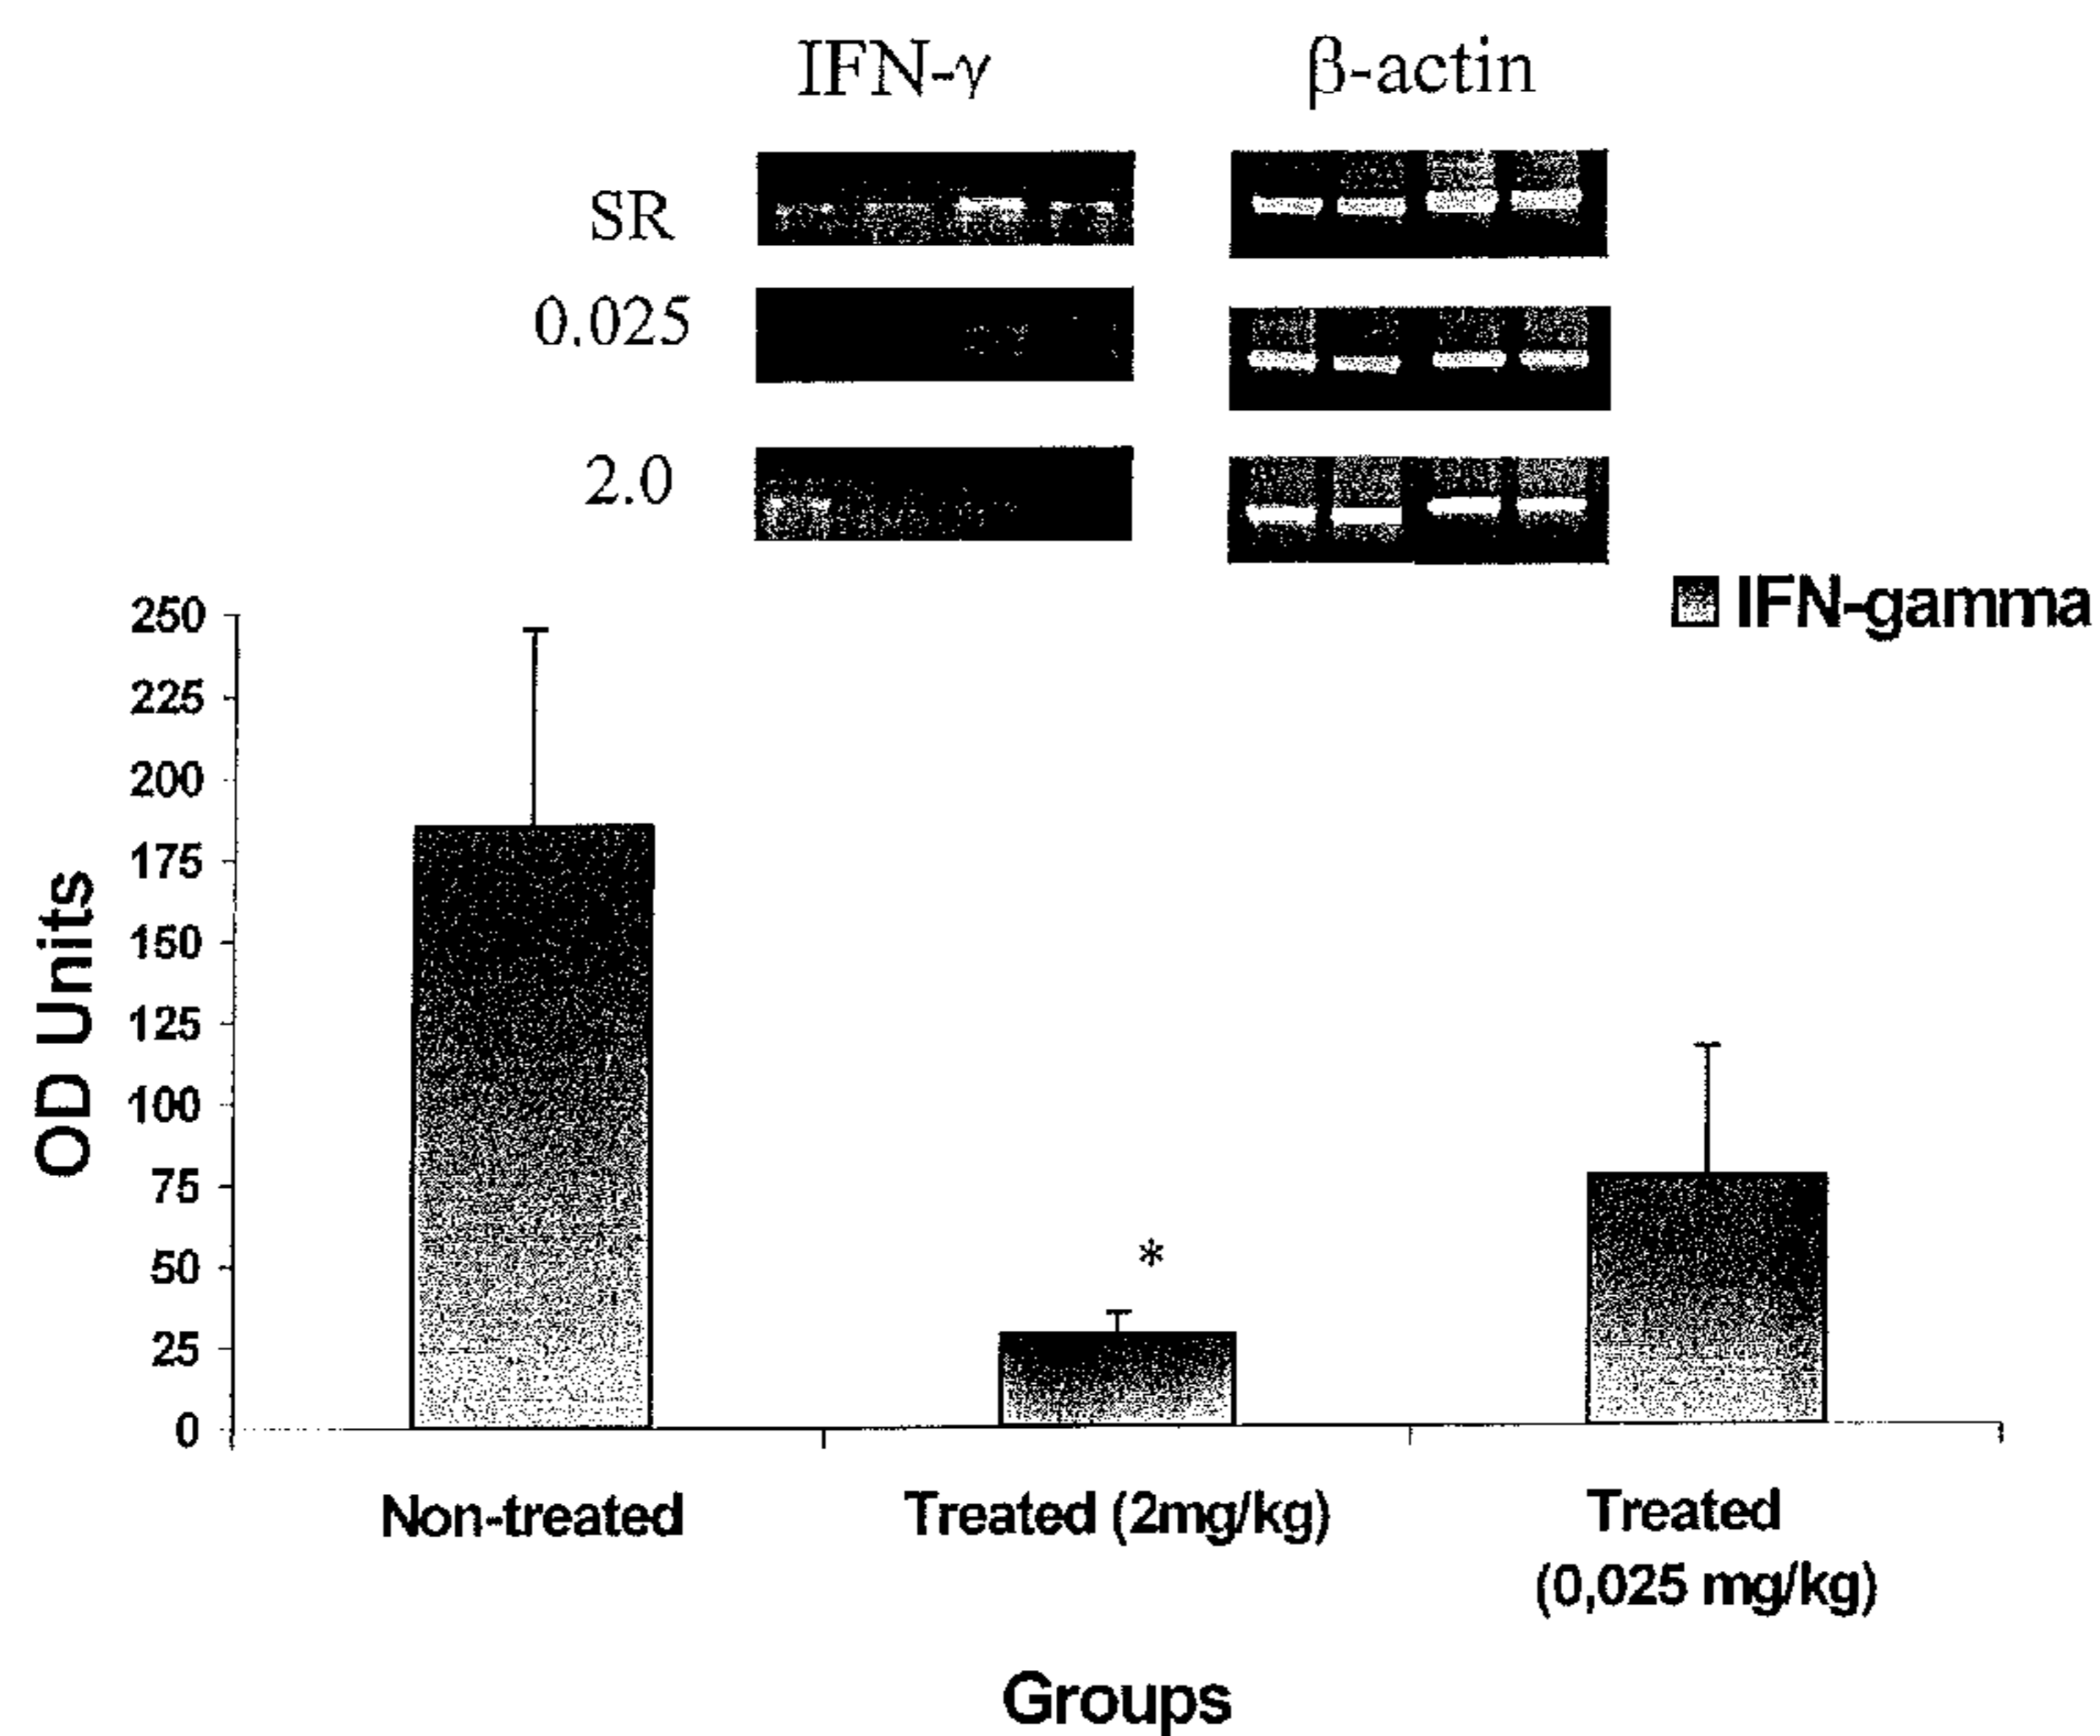 IFN-γ β-actin
SR
0.025
2.0
IFN-gamma
250
225
200
175
150
125
100
75
50
25
0
OD Units
*
Non-treated Treated (2mg/kg) Treated
(0,025 mg/kg)
Groups